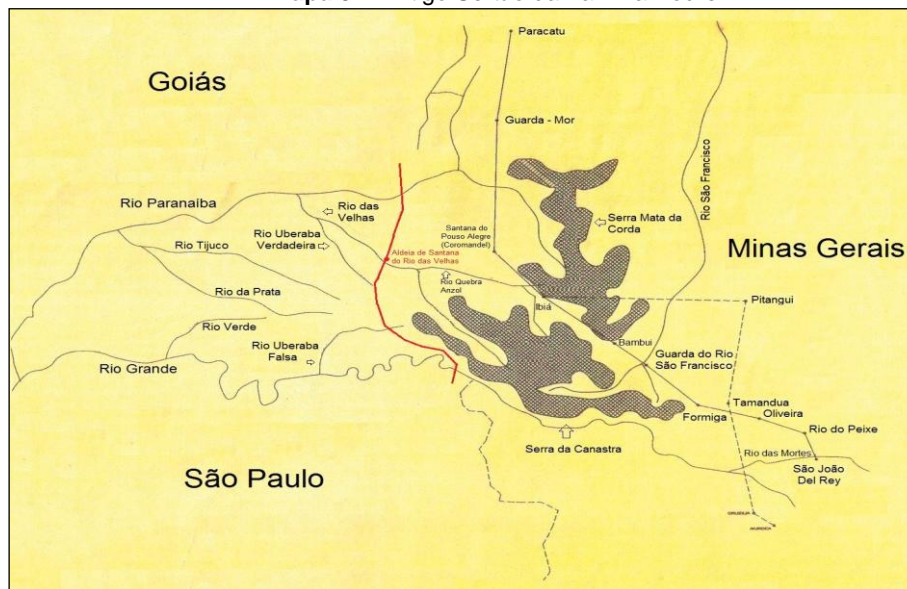 Paracatu
Goiás
Guarda - Mor
Rio São Francisco
Rio Paranaíba
Rio das
Velhas
Serra Mata da
Corda
Rio Uberaba
Verdadeira
Santana do
Pouso Alegre
(Coromandel)
Rio Tijuco
Aldeia de Santana
do Rio das Velhas
Minas Gerais
Rio Quebra
Anzol
Rio da Prata
Ibiá
Pitangui
Rio Verde
Bambui
Rio Uberaba
Falsa
Guarda do Rio
São Francisco
Rio Grande
Tamandua
Formiga
Oliveira
Rio do Peixe
Serra da Canastra
Rio das Mortes
São Paulo
São João
Del Rey